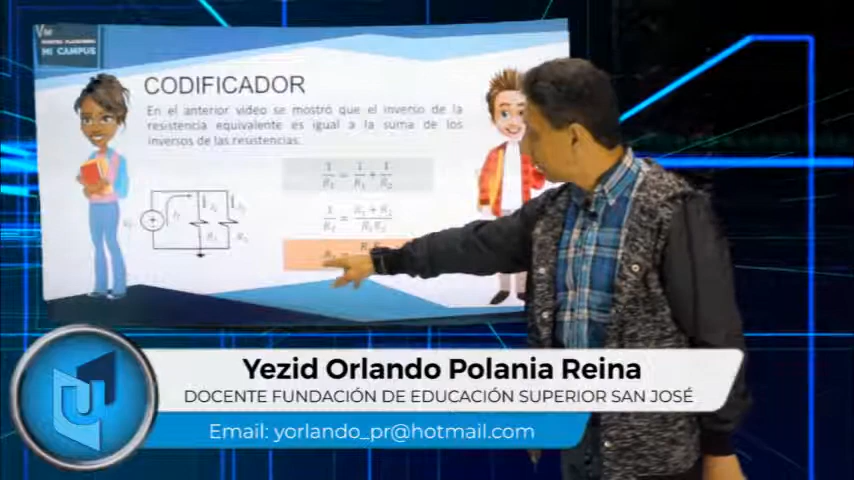 VM
MI CAMPUS
CODIFICADOR
En el anterior video se mostró que el inverso de la
resistencia equivalente es igual a la suma de los
inversos de las resistencias.
Yezid Orlando Polania Reina
DOCENTE FUNDACIÓN DE EDUCACIÓN SUPERIOR SAN JOSÉ
Email: yorlando_pr@hotmail.com